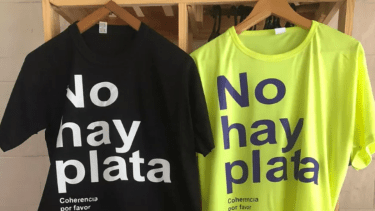 No
hay
plata
Coherencia
por favor
No
hay
plata
Coherencia
por favor